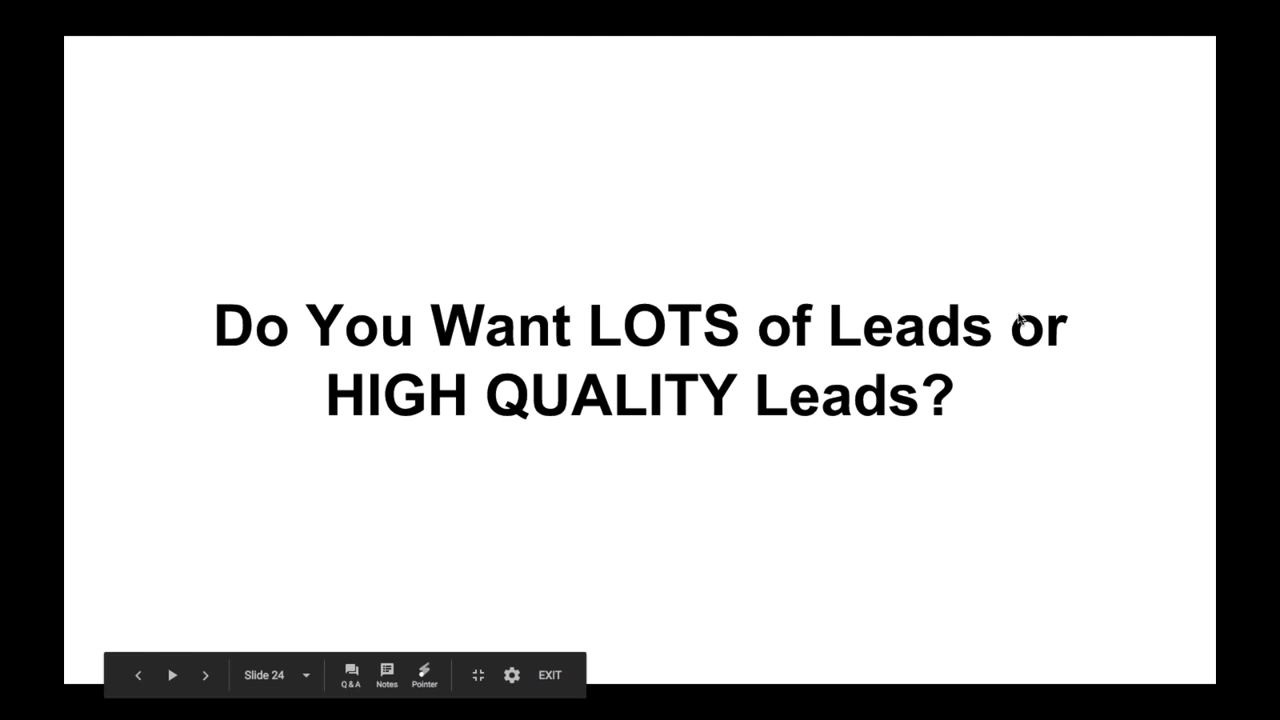 Do You Want LOTS of Leads or
HIGH QUALITY Leads?
Slide 24
Q & A
Notes
Pointer
EXIT